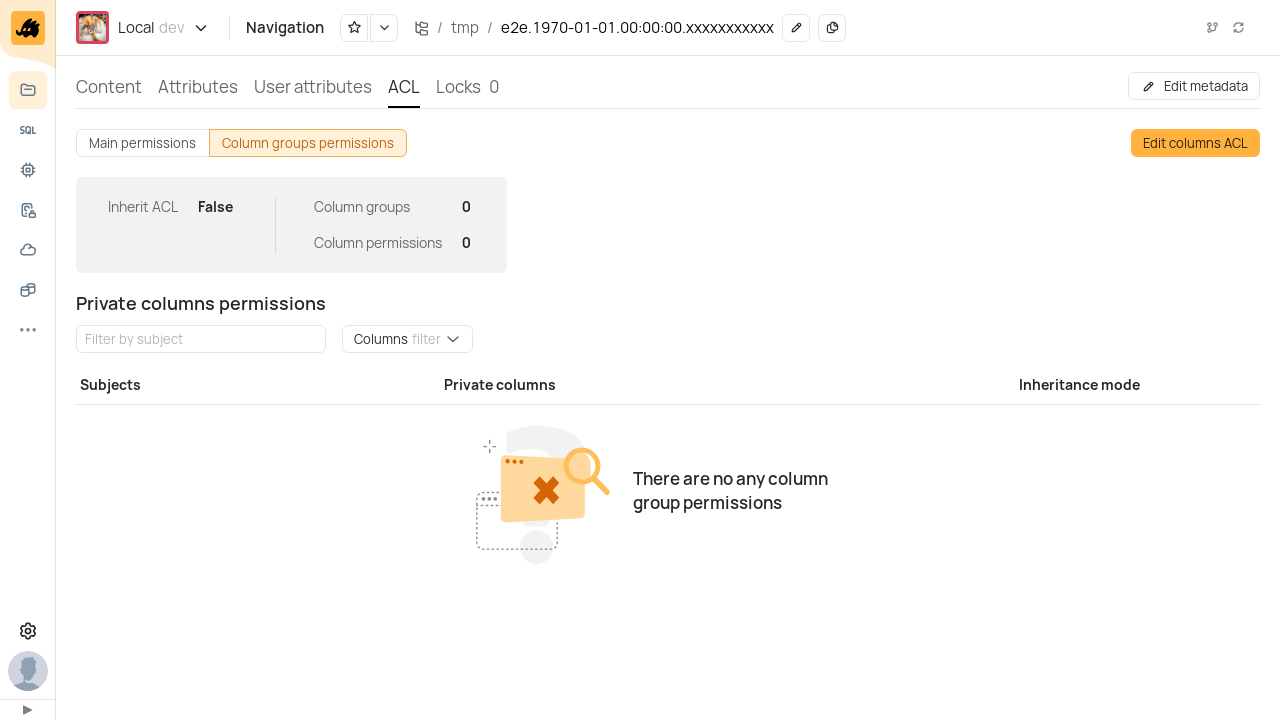 Local dev
Navigation
/ tmp / e2e.1970-01-01.00:00:00.xxxxxxxxxxx
SQL
Content Attributes User attributes ACL Locks 0
Edit metadata
Main permissions Column groups permissions
Edit columns ACL
Inherit ACL False
Column groups 0
Column permissions 0
Private columns permissions
Filter by subject
Columns filter
Subjects Private columns Inheritance mode
There are no any column
group permissions